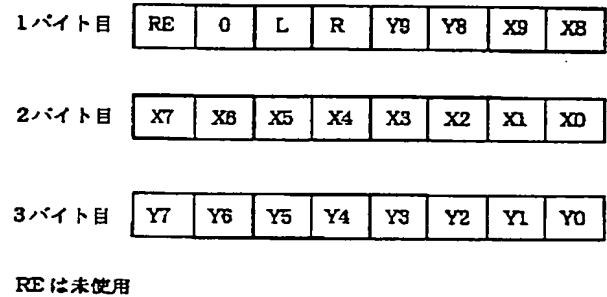 1バイト目 RE 0 L R Y9 Y8 X9 X8
2バイト目 X7 X6 X5 X4 X3 X2 X1 X0
3バイト目 Y7 Y6 Y5 Y4 Y3 Y2 Y1 Y0
REは未使用